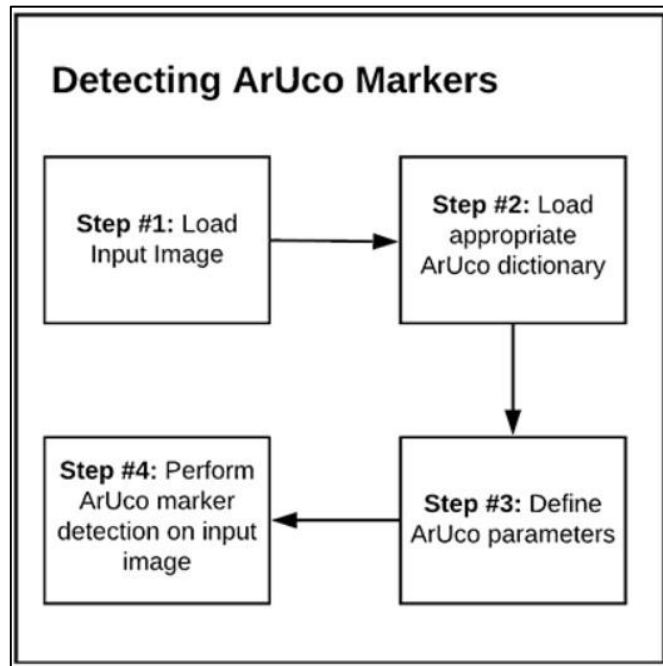 Detecting ArUco Markers
Step #1: Load
Input Image
Step #2: Load
appropriate
ArUco dictionary
Step #3: Define
ArUco parameters
Step #4: Perform
ArUco marker
detection on input
image